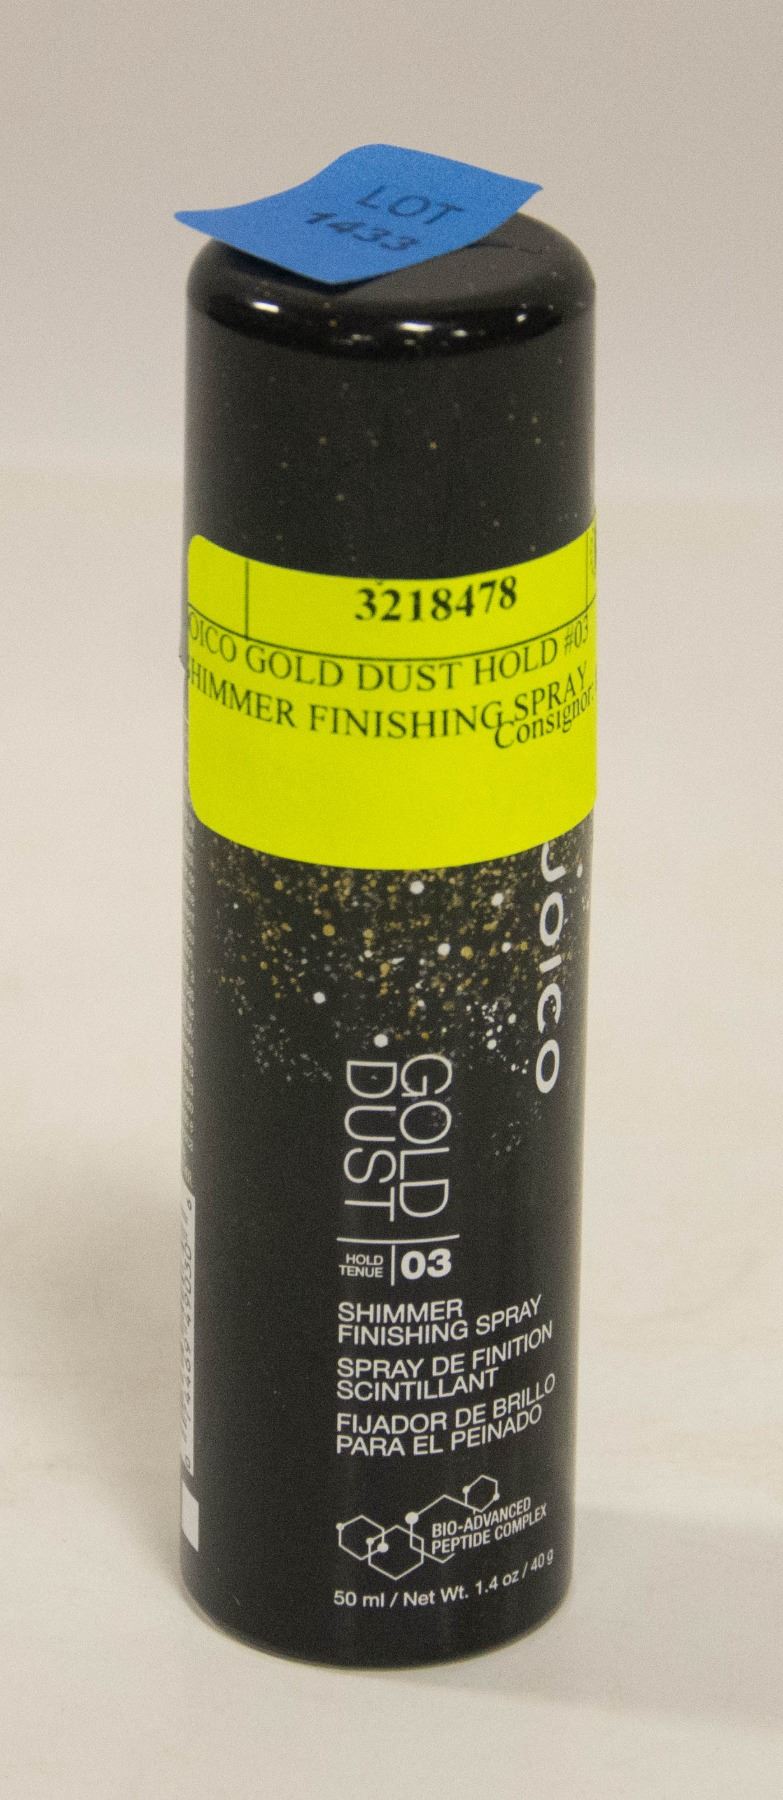 LOT
1433
3218478
OICO GOLD DUST HOLD #03
HIMMER FINISHING SPRAY
Consignor:
JOICO
GOLD
DUST
HOLD
TENUE
03
SHIMMER
FINISHING SPRAY
SPRAY DE FINITION
SCINTILLANT
FIJADOR DE BRILLO
PARA EL PEINADO
BIO-ADVANCED
PEPTIDE COMPLEX
50 ml / Net Wt. 1.4 oz / 40 g